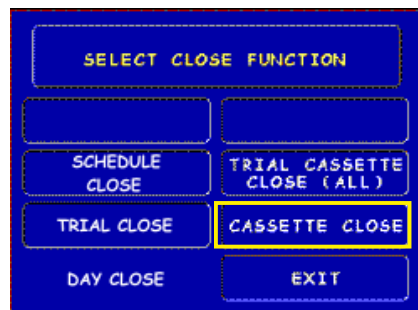 SELECT CLOSE FUNCTION
SCHEDULE
CLOSE
TRIAL CASSETTE
CLOSE (ALL)
TRIAL CLOSE
CASSETTE CLOSE
DAY CLOSE
EXIT